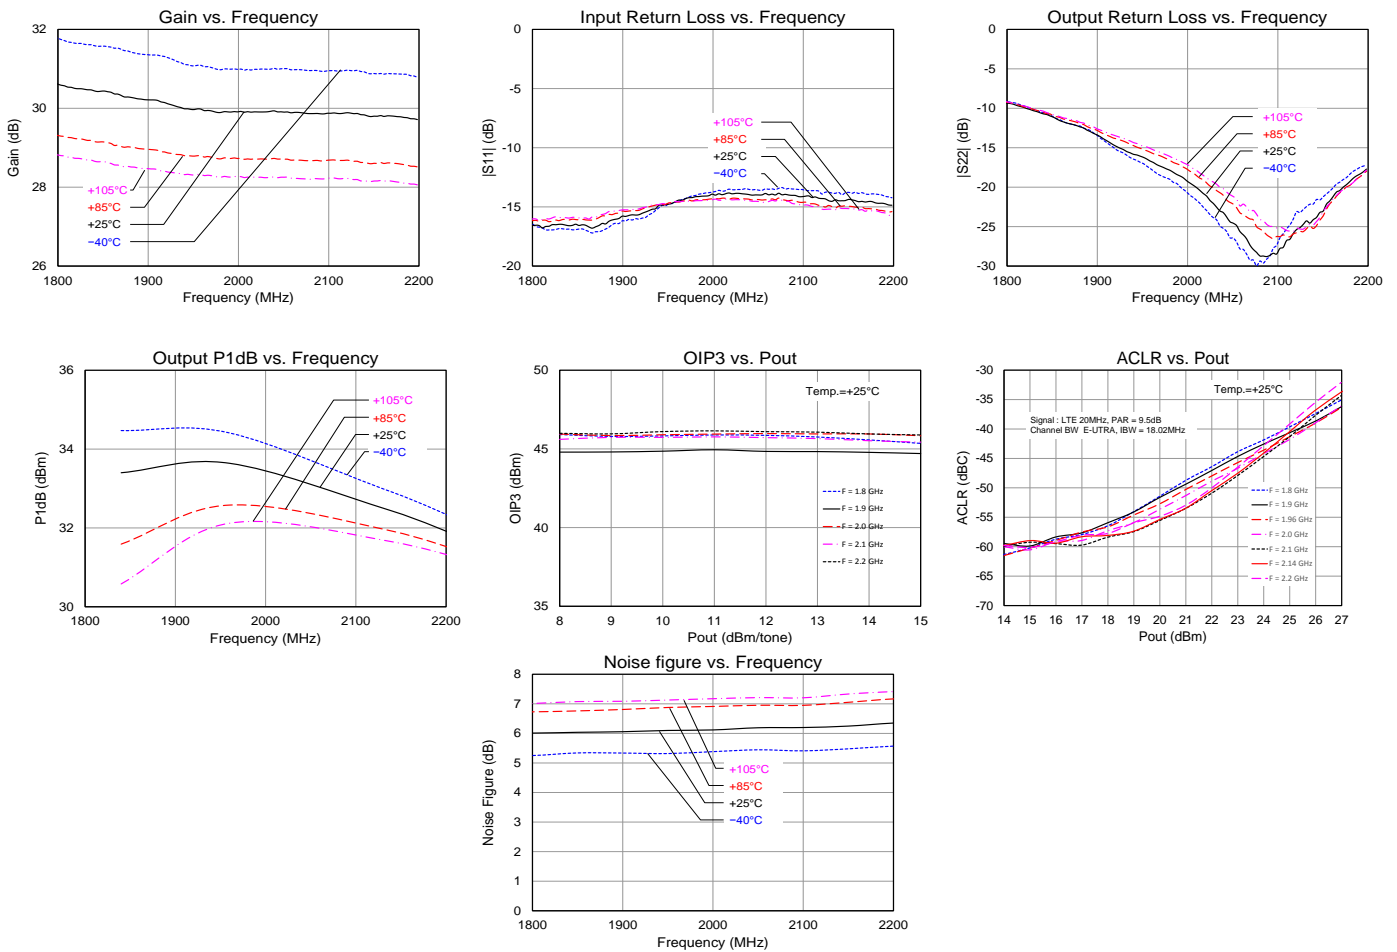 Gain vs. Frequency
32
30
28
26
Gain (dB)
+105°C
+85°C
+25°C
−40°C
1800 1900 2000 2100 2200
Frequency (MHz)
Input Return Loss vs. Frequency
0
-5
-10
-15
-20
|S11| (dB)
+105°C
+85°C
+25°C
−40°C
1800 1900 2000 2100 2200
Frequency (MHz)
Output Return Loss vs. Frequency
0
-5
-10
-15
-20
-25
-30
|S22| (dB)
+105°C
+85°C
+25°C
−40°C
1800 1900 2000 2100 2200
Frequency (MHz)
Output P1dB vs. Frequency
36
34
32
30
P1dB (dBm)
+105°C
+85°C
+25°C
−40°C
1800 1900 2000 2100 2200
Frequency (MHz)
OIP3 vs. Pout
50
45
40
35
OIP3 (dBm)
Temp.=+25°C
F = 1.8 GHz
F = 1.9 GHz
F = 2.0 GHz
F = 2.1 GHz
F = 2.2 GHz
8 9 10 11 12 13 14 15
Pout (dBm/tone)
ACLR vs. Pout
-30
-35
-40
-45
-50
-55
-60
-65
-70
ACLR (dBC)
Temp.=+25°C
Signal : LTE 20MHz, PAR = 9.5dB
Channel BW E-UTRA, IBW = 18.02MHz
F = 1.8 GHz
F = 1.9 GHz
F = 1.96 GHz
F = 2.0 GHz
F = 2.1 GHz
F = 2.14 GHz
F = 2.2 GHz
14 15 16 17 18 19 20 21 22 23 24 25 26 27
Pout (dBm)
Noise figure vs. Frequency
8
7
6
5
4
3
2
1
0
Noise Figure (dB)
+105°C
+85°C
+25°C
−40°C
1800 1900 2000 2100 2200
Frequency (MHz)